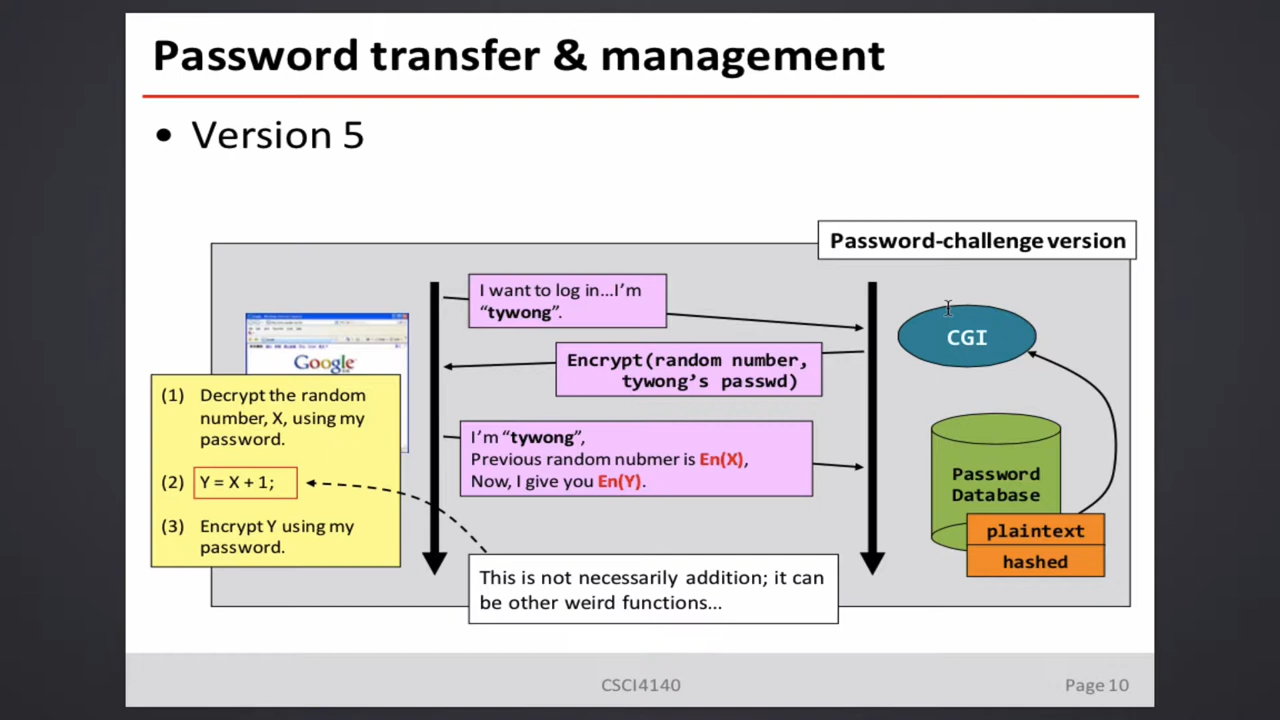 Password transfer & management
• Version 5
Password-challenge version
I want to log in...I'm
"tywong".
CGI
Google
Encrypt(random number,
tywong's passwd)
(1) Decrypt the random
number, X, using my
password.
(2) Y = X + 1;
(3) Encrypt Y using my
password.
I'm "tywong",
Previous random nubmer is En(X),
Now, I give you En(Y).
Password
Database
plaintext
hashed
This is not necessarily addition; it can
be other weird functions...
CSCI4140
Page 10